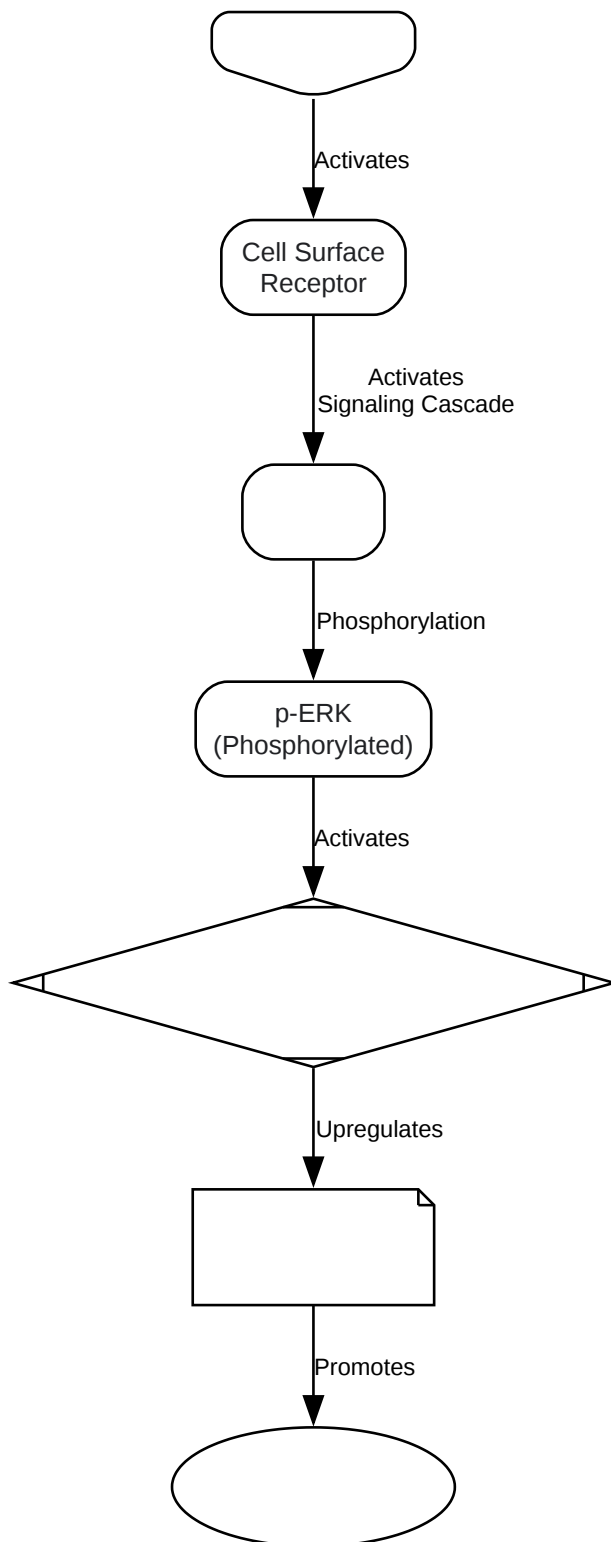 Activates
Cell Surface
Receptor
Activates
Signaling Cascade
Phosphorylation
p-ERK
(Phosphorylated)
Activates
Upregulates
Promotes